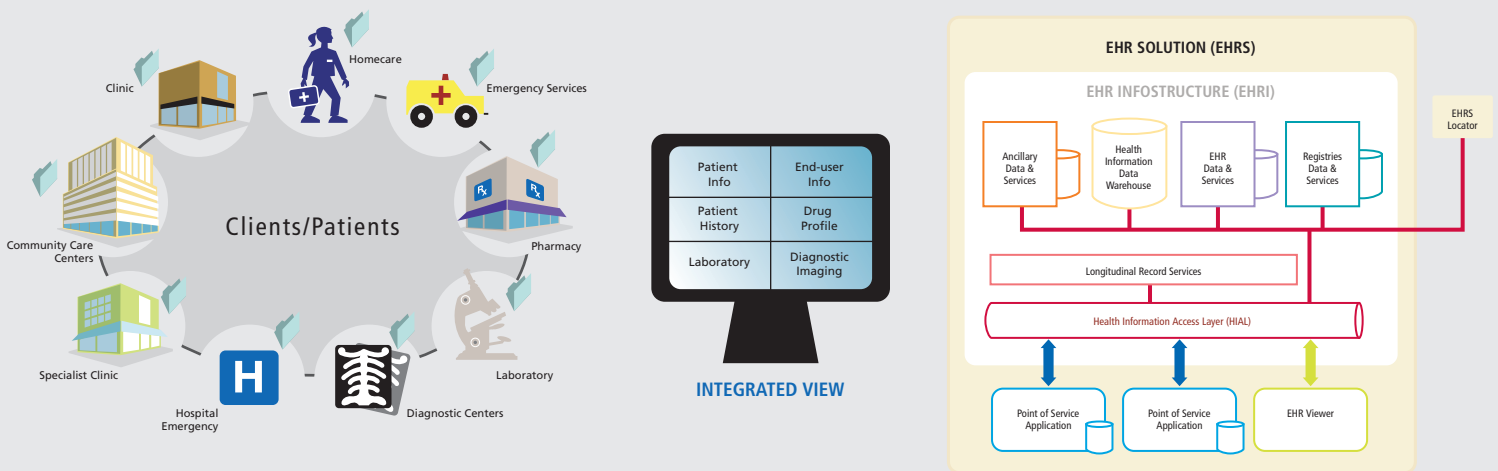 Homecare
Clinic
Emergency Services
Rx
Rx
Clients/Patients
Community Care
Centers
Pharmacy
Specialist Clinic
Laboratory
H
Hospital
Emergency
Diagnostic Centers
Patient
Info
End-user
Info
Patient
History
Drug
Profile
Laboratory
Diagnostic
Imaging
INTEGRATED VIEW
EHR SOLUTION (EHRS)
EHR INFOSTRUCTURE (EHRI)
Ancillary
Data &
Services
Health
Information
Data
Warehouse
EHR
Data &
Services
Registries
Data &
Services
EHRS
Locator
Longitudinal Record Services
Health Information Access Layer (HIAL)
Point of Service
Application
Point of Service
Application
EHR Viewer